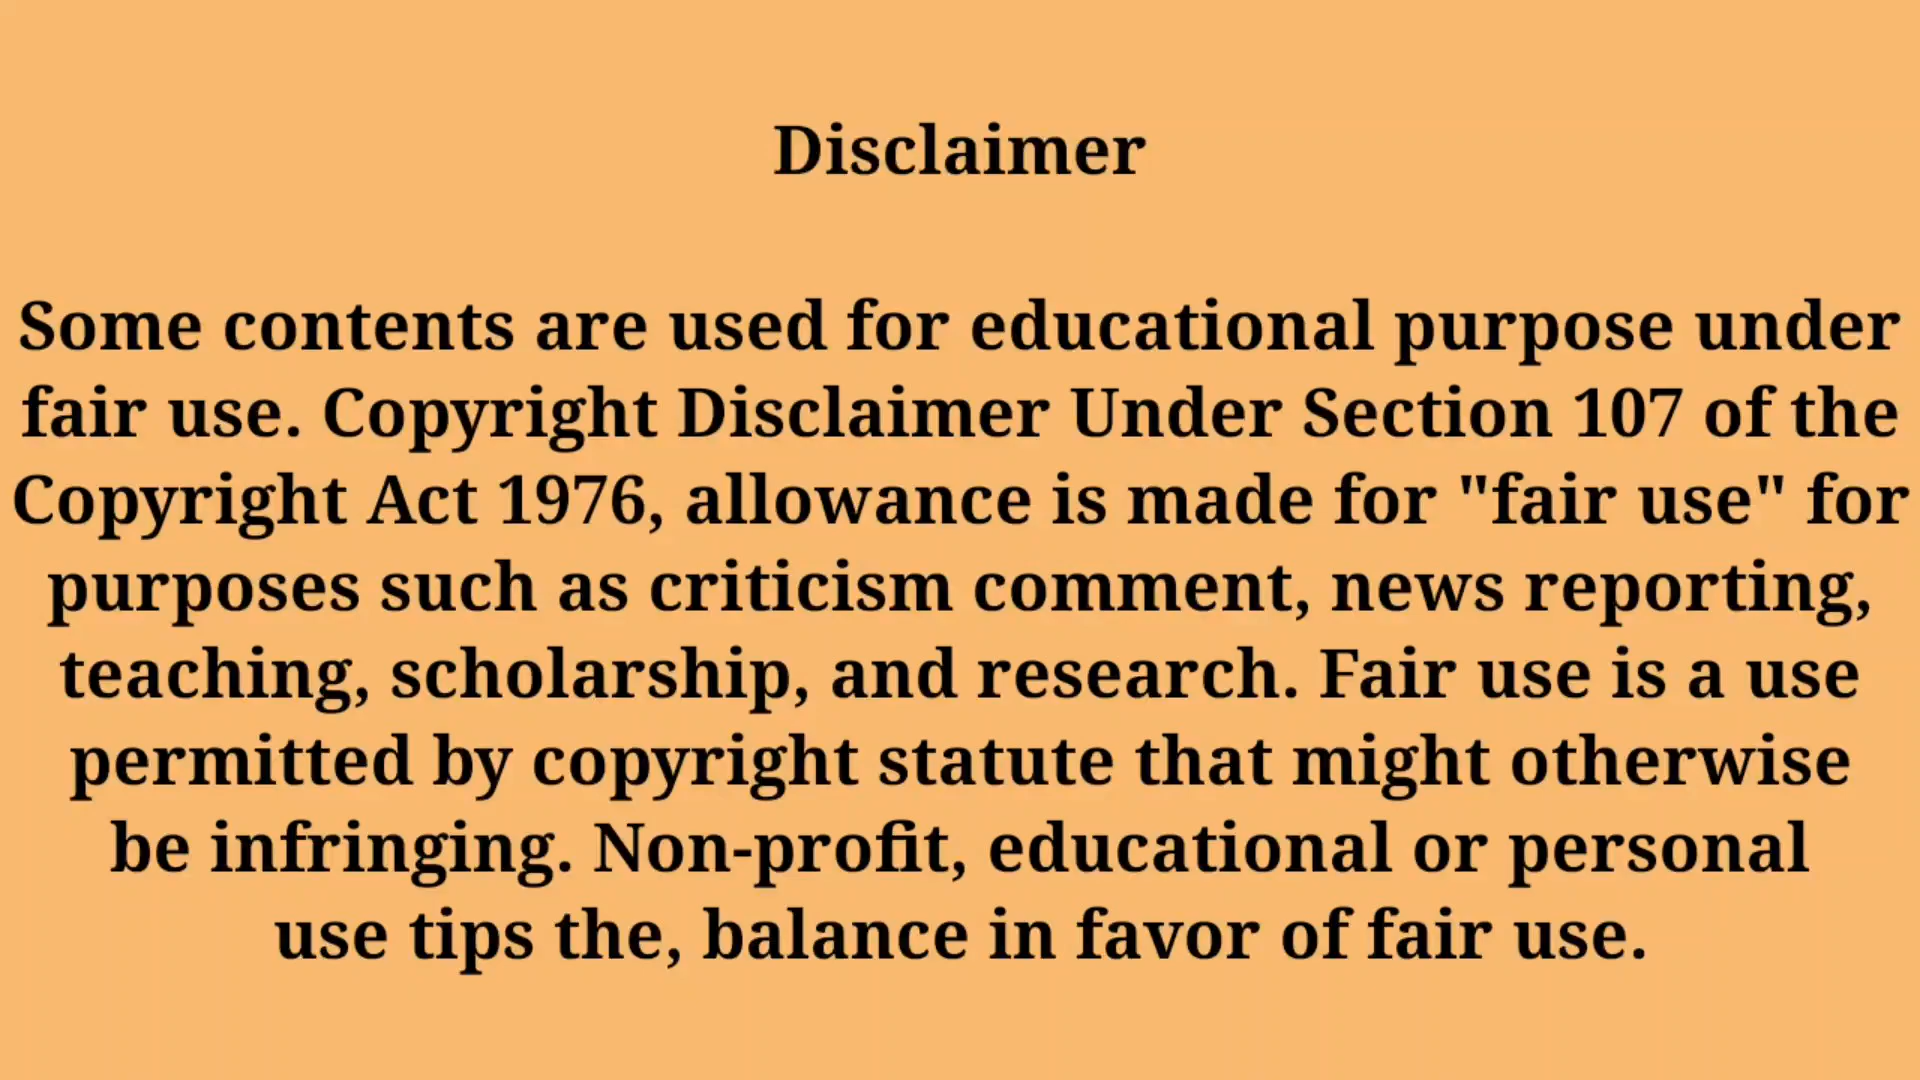 Disclaimer
Some contents are used for educational purpose under
fair use. Copyright Disclaimer Under Section 107 of the
Copyright Act 1976, allowance is made for "fair use" for
purposes such as criticism comment, news reporting,
teaching, scholarship, and research. Fair use is a use
permitted by copyright statute that might otherwise
be infringing. Non-profit, educational or personal
use tips the, balance in favor of fair use.